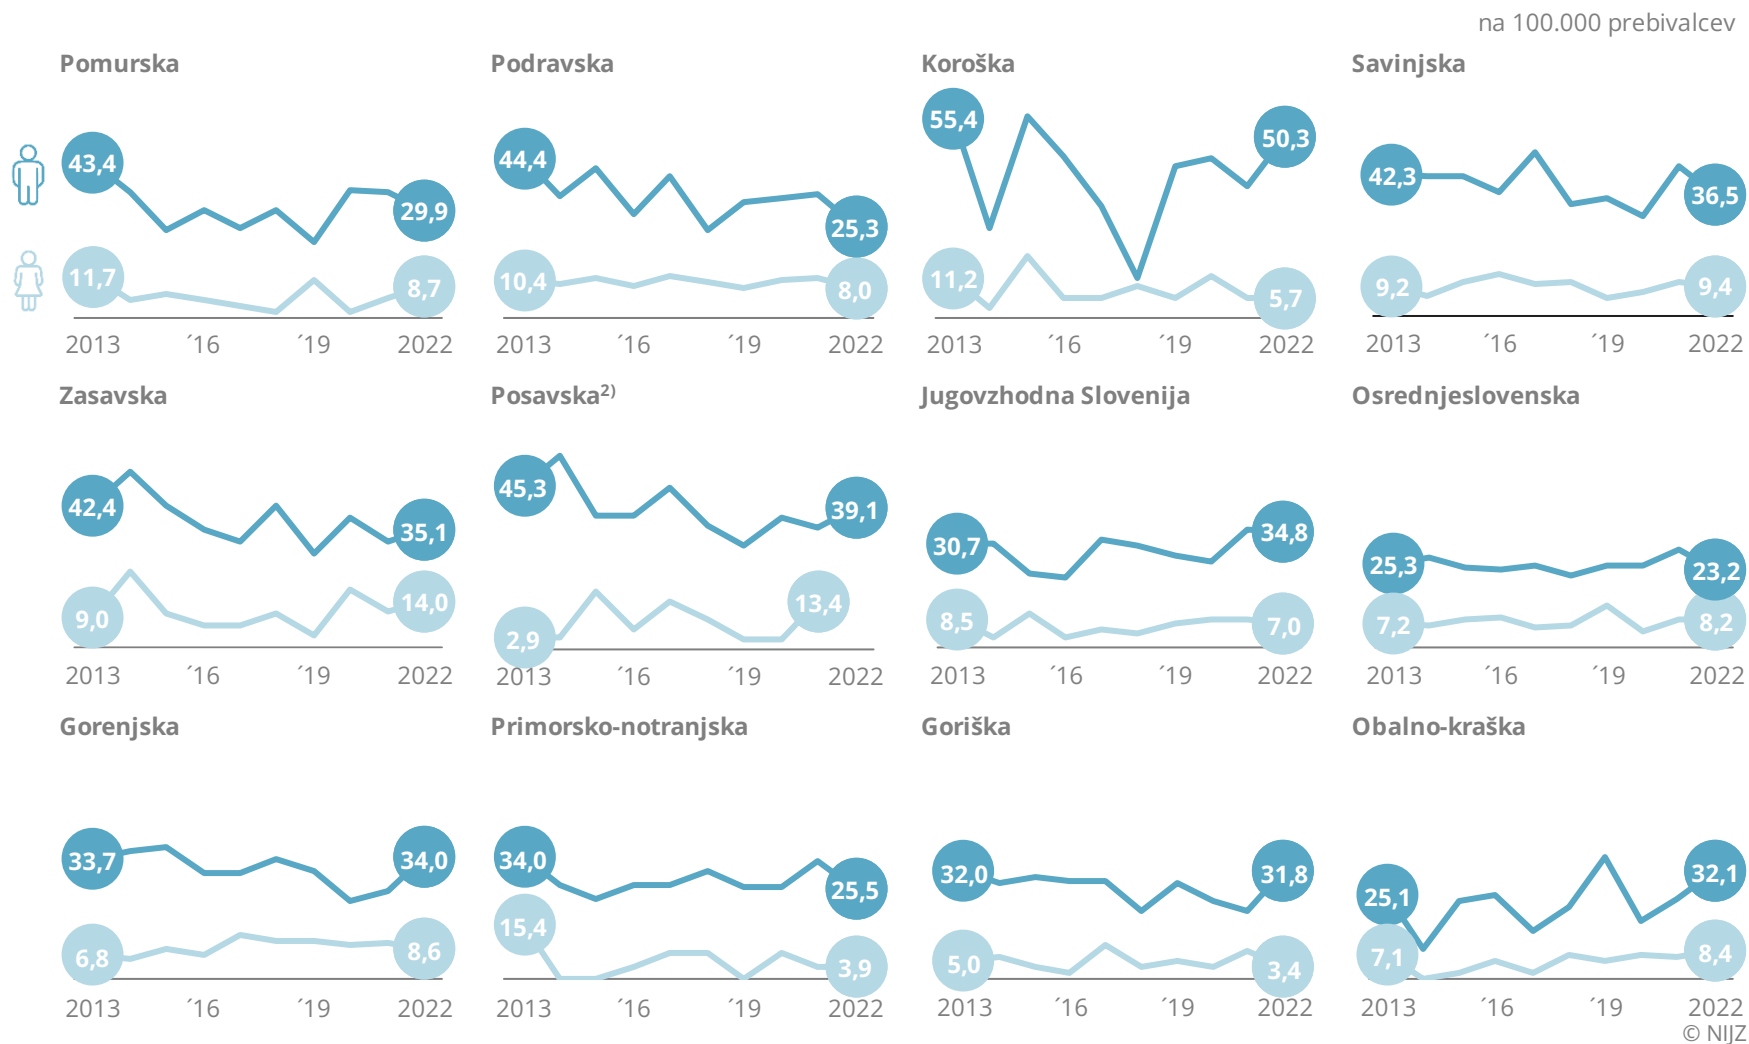 na 100.000 prebivalcev
Pomurska
Podravska
Koroška
Savinjska
43,4
29,9
11,7
8,7
2013 ´16 ´19 2022
44,4
25,3
10,4
8,0
2013 ´16 ´19 2022
55,4
50,3
11,2
5,7
2013 ´16 ´19 2022
42,3
36,5
9,2
9,4
2013 ´16 ´19 2022
Zasavska
Posavska²⁾
Jugovzhodna Slovenija
Osrednjeslovenska
42,4
35,1
9,0
14,0
2013 ´16 ´19 2022
45,3
39,1
2,9
13,4
2013 ´16 ´19 2022
30,7
34,8
8,5
7,0
2013 ´16 ´19 2022
25,3
23,2
7,2
8,2
2013 ´16 ´19 2022
Gorenjska
Primorsko-notranjska
Goriška
Obalno-kraška
33,7
34,0
6,8
8,6
2013 ´16 ´19 2022
34,0
25,5
15,4
3,9
2013 ´16 ´19 2022
32,0
31,8
5,0
3,4
2013 ´16 ´19 2022
25,1
32,1
7,1
8,4
2013 ´16 ´19 2022
© NIJZ